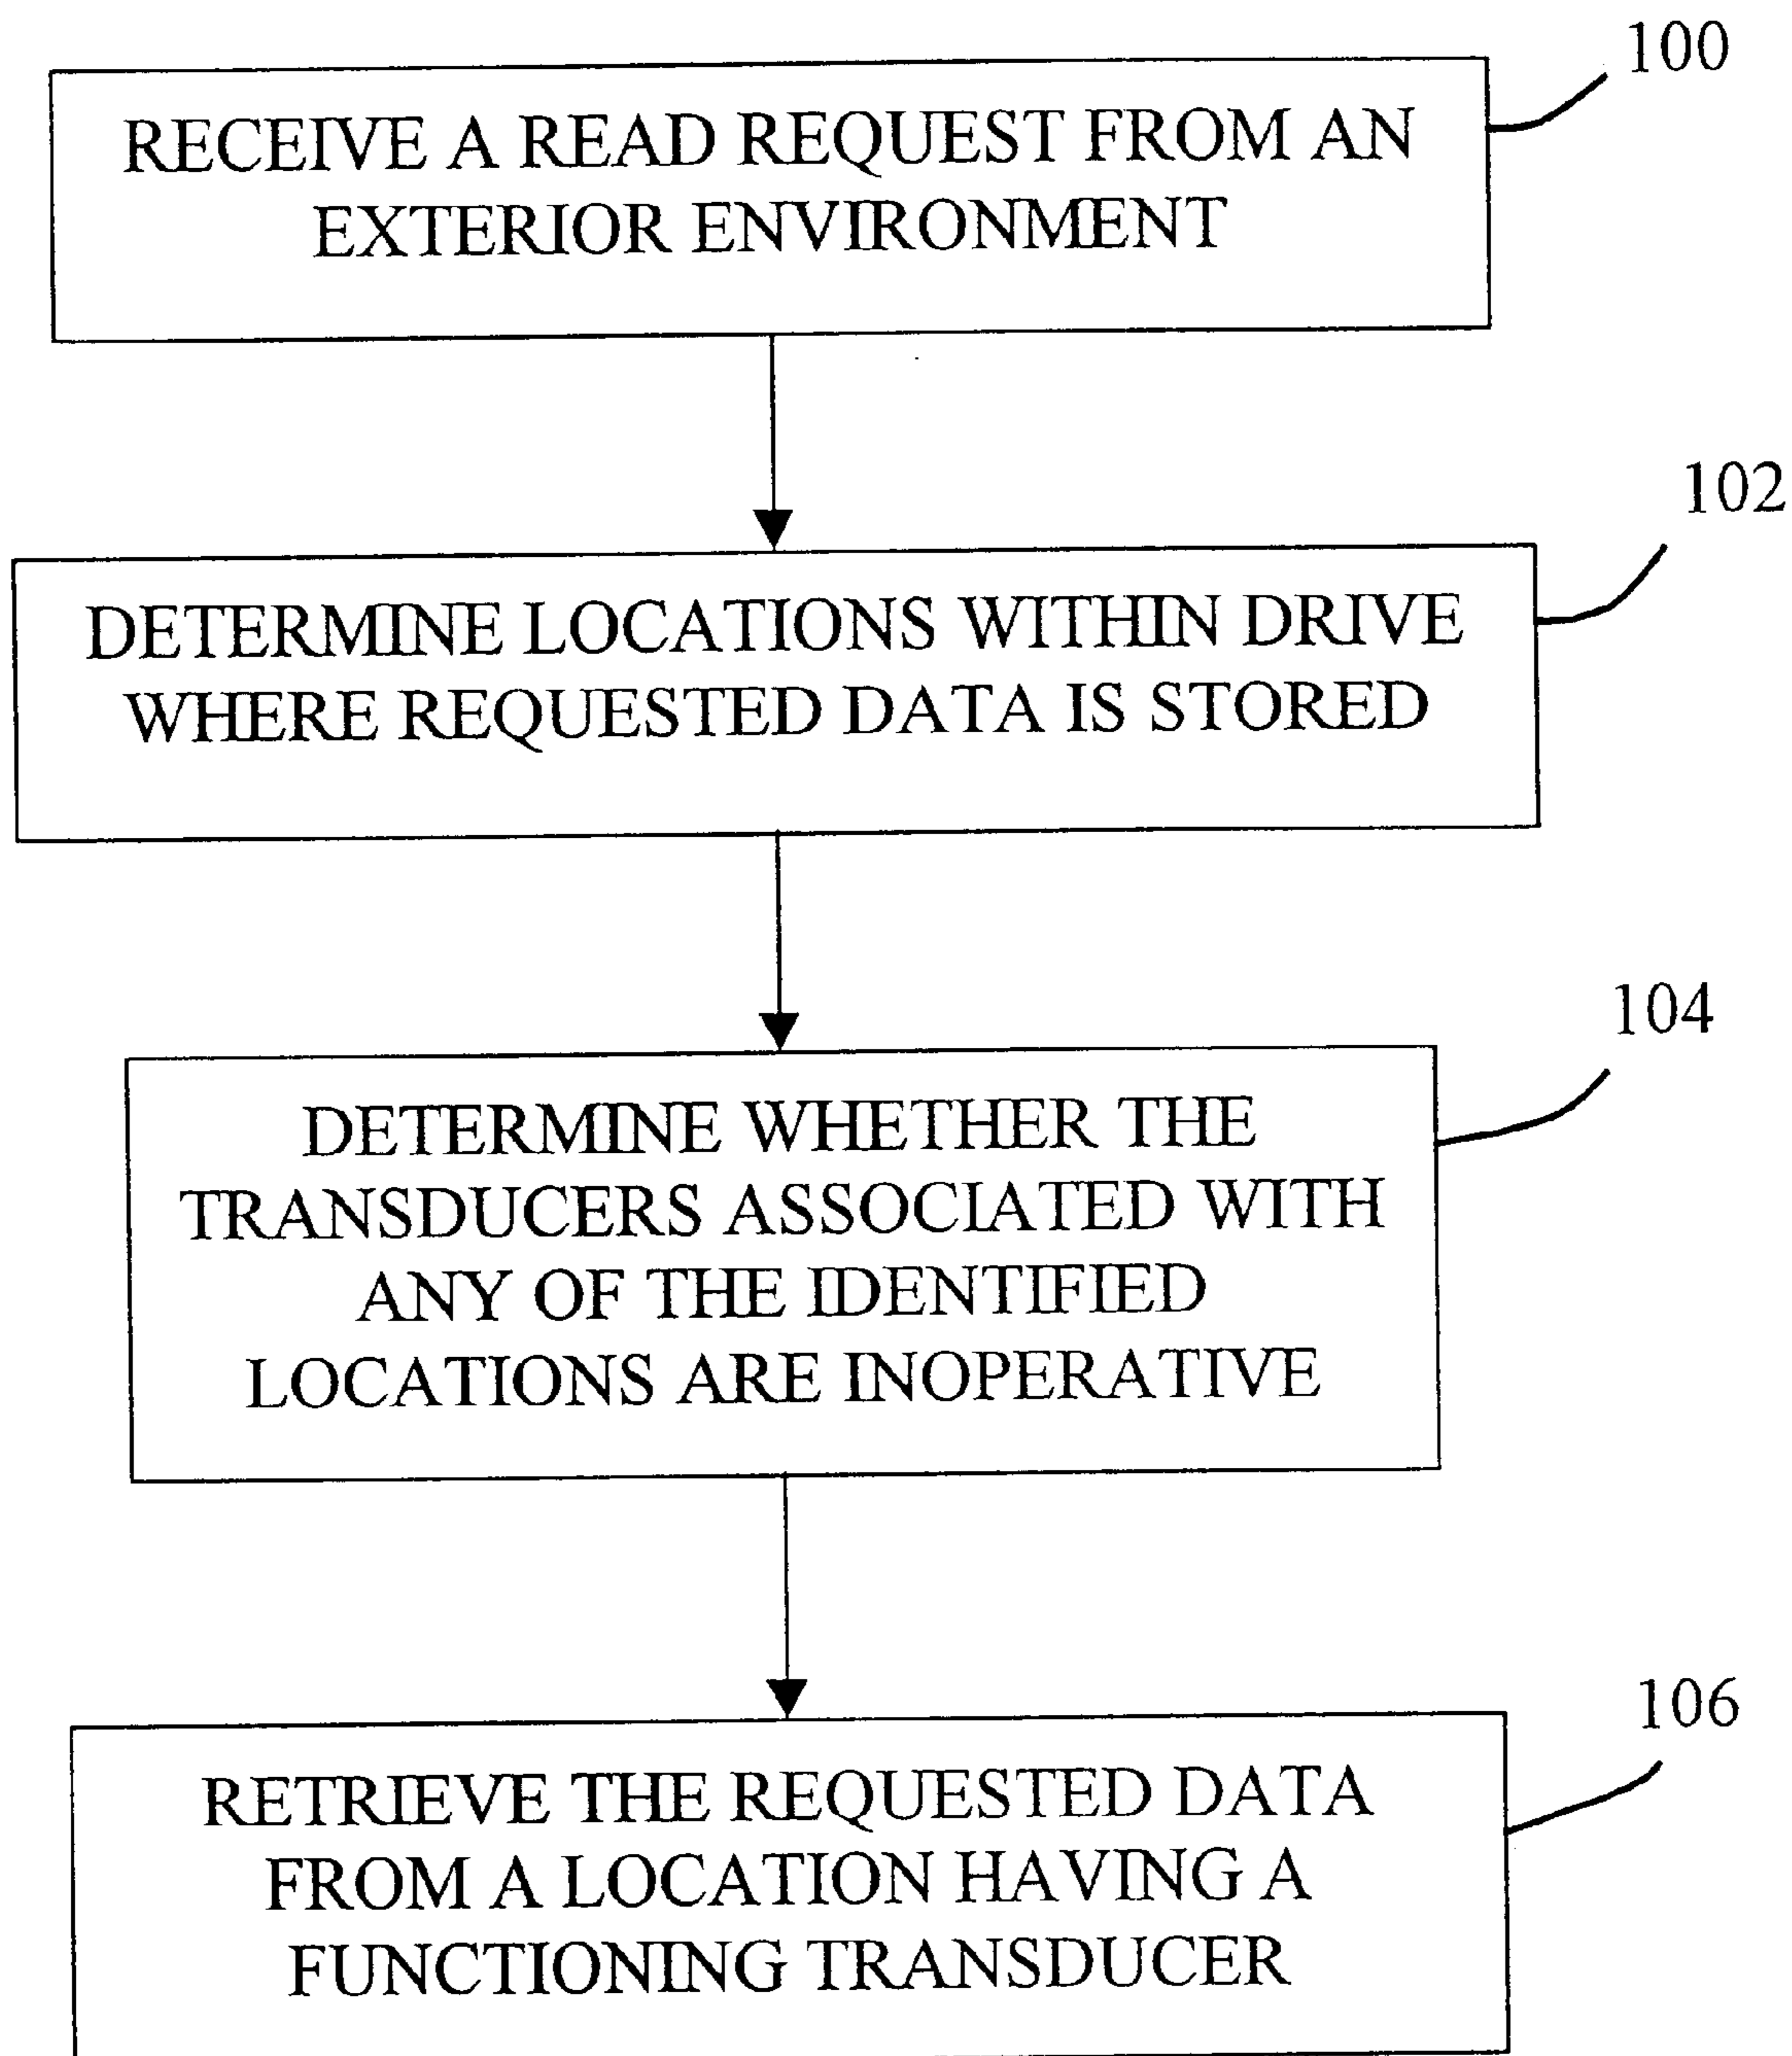 100
RECEIVE A READ REQUEST FROM AN
EXTERIOR ENVIRONMENT
102
DETERMINE LOCATIONS WITHIN DRIVE
WHERE REQUESTED DATA IS STORED
104
DETERMINE WHETHER THE
TRANSDUCERS ASSOCIATED WITH
ANY OF THE IDENTIFIED
LOCATIONS ARE INOPERATIVE
106
RETRIEVE THE REQUESTED DATA
FROM A LOCATION HAVING A
FUNCTIONING TRANSDUCER